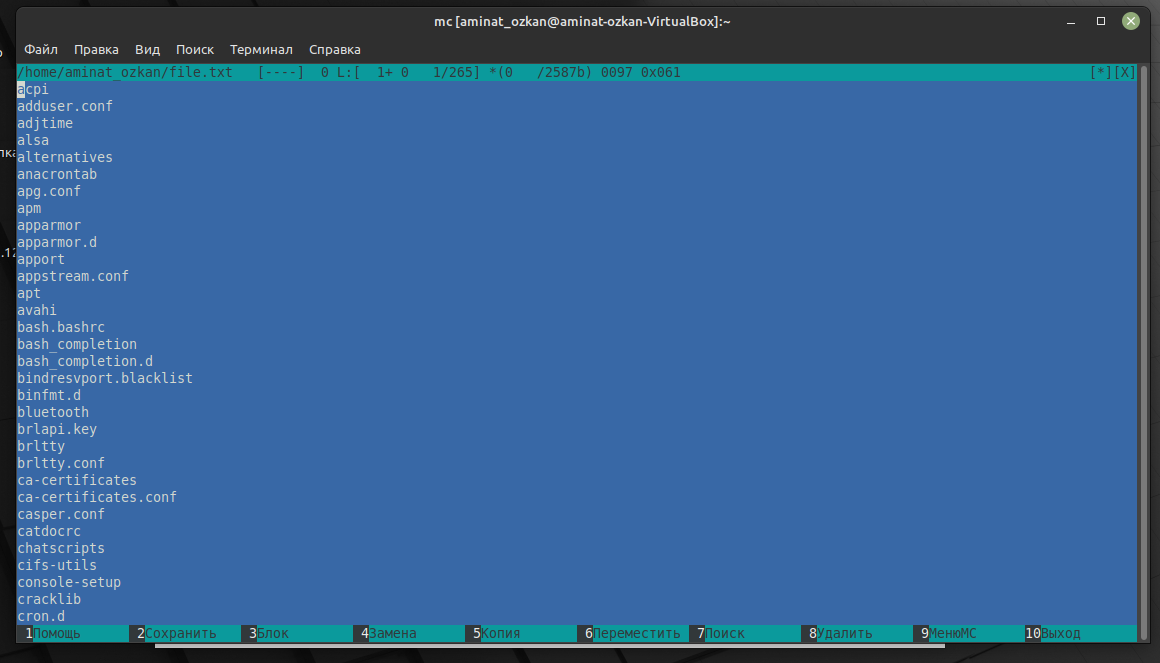 mc [aminat_ozkan@aminat-ozkan-VirtualBox]:~
Файл Правка Вид Поиск Терминал Справка
/home/aminat_ozkan/file.txt [----] 0 L:[ 1+ 0 1/265] *(0 /2587b) 0097 0x061 [*][X]
acpi
adduser.conf
adjtime
alsa
alternatives
anacrontab
apg.conf
apm
apparmor
apparmor.d
apport
appstream.conf
apt
avahi
bash.bashrc
bash_completion
bash_completion.d
bindresvport.blacklist
binfmt.d
bluetooth
brlapi.key
brltty
brltty.conf
ca-certificates
ca-certificates.conf
casper.conf
catdocrc
chatscripts
cifs-utils
console-setup
cracklib
cron.d
1Помощь 2Сохранить 3Блок 4Замена 5Копия 6Переместить 7Поиск 8Удалить 9МенюMC 10Выход